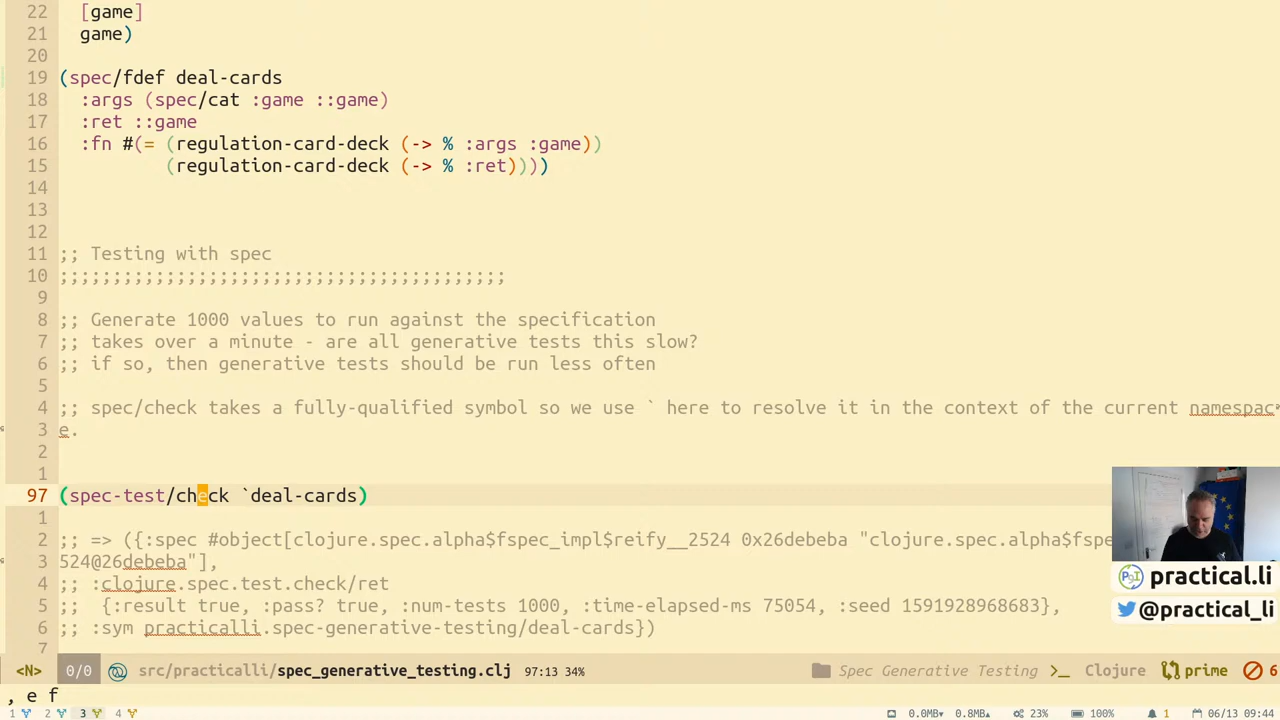 22 [game]
21 game)
20
19 (spec/fdef deal-cards
18 :args (spec/cat :game ::game)
17 :ret ::game
16 :fn #(= (regulation-card-deck (-> % :args :game))
15 (regulation-card-deck (-> % :ret))))
14
13
12
11 ;; Testing with spec
10 ;;;;;;;;;;;;;;;;;;;;;;;;;;;;;;;;;;;;;;;;;;
9
8 ;; Generate 1000 values to run against the specification
7 ;; takes over a minute - are all generative tests this slow?
6 ;; if so, then generative tests should be run less often
5
4 ;; spec/check takes a fully-qualified symbol so we use ` here to resolve it in the context of the current namespac
3 e.
2
1
97 (spec-test/check `deal-cards)
1
2 ;; => ({:spec #object[clojure.spec.alpha$fspec_impl$reify__2524 0x26debeba "clojure.spec.alpha$fspe
3 524@26debeba"],
4 ;; :clojure.spec.test.check/ret
5 ;; {:result true, :pass? true, :num-tests 1000, :time-elapsed-ms 75054, :seed 1591928968683},
6 ;; :sym practicalli.spec-generative-testing/deal-cards})
7
practical.li
@practical_li
<N> 0/0 src/practicalli/spec_generative_testing.clj 97:13 34% Spec Generative Testing >_ Clojure prime 6
, e f
1 2 3 4 0.0MB 0.8MB 23% 100% 1 06/13 09:44